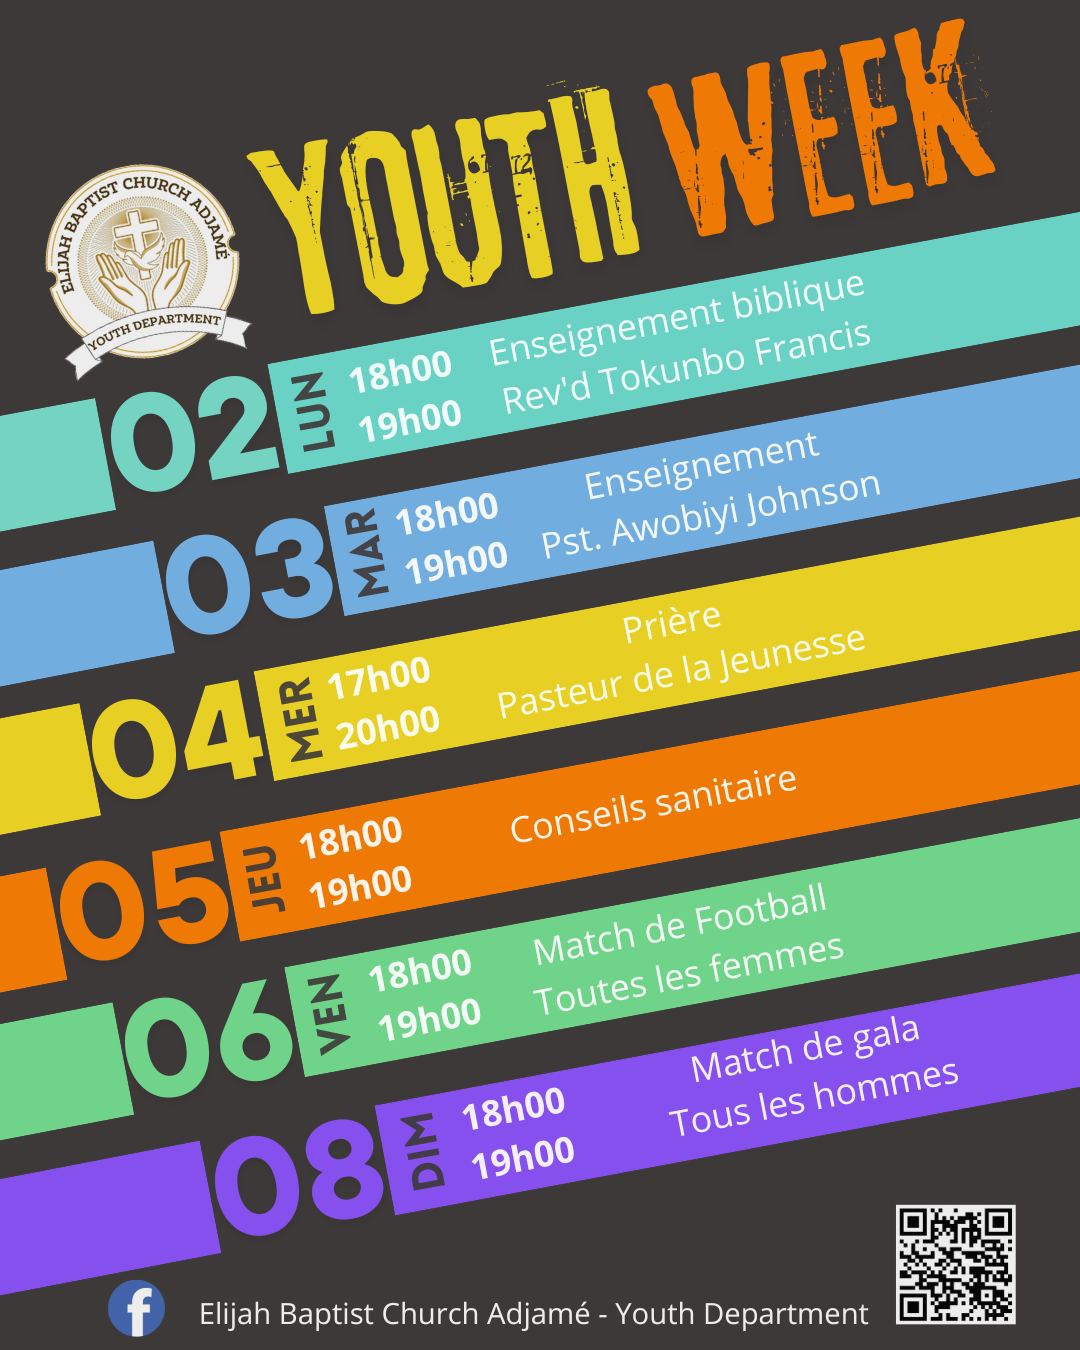 YOUTH WEEK
ELIJAH BAPTIST CHURCH ADJAMÉ
YOUTH DEPARTMENT
02
LUN
18h00
19h00
Enseignement biblique
Rev'd Tokunbo Francis
03
MAR
18h00
19h00
Enseignement
Pst. Awobiyi Johnson
04
MER
17h00
20h00
Prière
Pasteur de la Jeunesse
05
JEU
18h00
19h00
Conseils sanitaire
06
VEN
18h00
19h00
Match de Football
Toutes les femmes
08
DIM
18h00
19h00
Match de gala
Tous les hommes
f
Elijah Baptist Church Adjamé - Youth Department